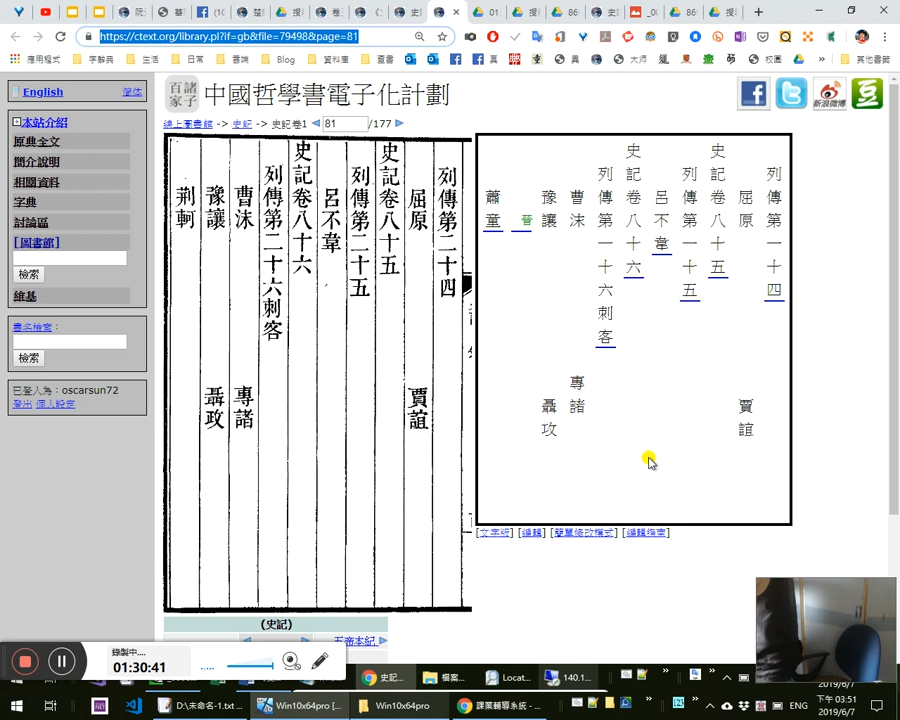 https://ctext.org/library.pl?if=gb&file=79498&page=81
應用程式
字辭典
生活
日常
雲端
Blog
資料庫
查書
大師
校園
其他書籤
English
简体
諸子百家
中國哲學書電子化計劃
線上圖書館 -> 史記 -> 史記卷1
81
/177
本站介紹
原典全文
簡介說明
相關資料
字典
討論區
[圖書館]
檢索
維基
書名檢索：
檢索
已登入為：oscarsun72
登出 個人設定
列傳第二十四
屈原 賈誼
史記卷八十五
列傳第二十五
呂不韋
史記卷八十六
列傳第二十六刺客
曹沫 專諸
豫讓 聶政
荆軻
列傳第一十四
屈原 賈誼
史記卷八十五
列傳第一十五
呂不韋
史記卷八十六
列傳第一十六刺客
曹沫 專諸
豫讓 聶攻
晉
蕭童
[文字版] [編輯] [簡單修改模式] [編輯指南]
(史記)
五帝本紀
錄製中....
01:30:41
史記...
檔案...
Locat...
140.1...
D:\未命名-1.txt ...
Win10x64pro [...
Win10x64pro
課業輔導系統 - ...
ENG
下午 03:51
2019/6/7